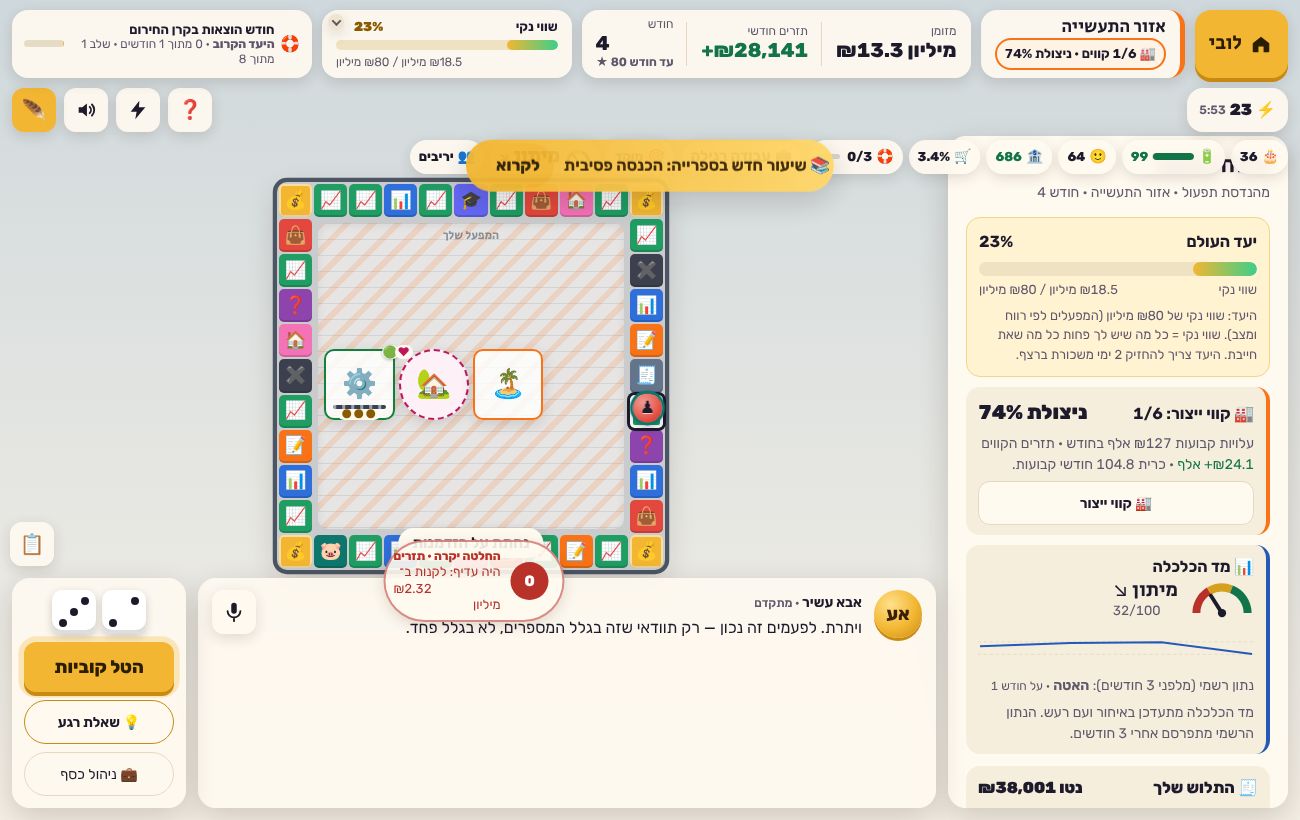 לובי
אזור התעשייה
1/6 קווים · ניצולת 74%
מזומן
₪13.3 מיליון
תזרים חודשי
+₪28,141
חודש
4
עד חודש 80 ★
שווי נקי
23%
₪18.5 מיליון / ₪80 מיליון
חודש הוצאות בקרן החירום
היעד הקרוב · 0 מתוך 1 חודשים · שלב 1
מתוך 8
23
5:53
36
99
64
686
3.4%
0/3
יריבים
שיעור חדש בספרייה: הכנסה פסיבית
לקרוא
מהנדסת תפעול · אזור התעשייה · חודש 4
יעד העולם
23%
שווי נקי
₪18.5 מיליון / ₪80 מיליון
היעד: שווי נקי של ₪80 מיליון (המפעלים לפי רווח
ומצב). שווי נקי = כל מה שיש לך פחות כל מה שאת
חייבת. היעד צריך להחזיק 2 ימי משכורת ברצף.
קווי ייצור: 1/6
ניצולת 74%
עלויות קבועות ₪127 אלף בחודש · תזרים הקווים
+₪24.1 אלף · כרית 104.8 חודשי קבועות.
קווי ייצור
מד הכלכלה
מיתון ↘
32/100
נתון רשמי (מלפני 3 חודשים): האטה · על חודש 1
מד הכלכלה מתעדכן באיחור ועם רעש. הנתון
הרשמי מתפרסם אחרי 3 חודשים.
התלוש שלך
נטו ₪38,001
המפעל שלך
נחתת על הזדמנות
0
החלטה יקרה · תזרים
היה עדיף: לקנות ב־
₪2.32
מיליון
אע
אבא עשיר · מתקדם
ויתרת. לפעמים זה נכון — רק תוודאי שזה בגלל המספרים, לא בגלל פחד.
הטל קוביות
שאלת רגע
ניהול כסף